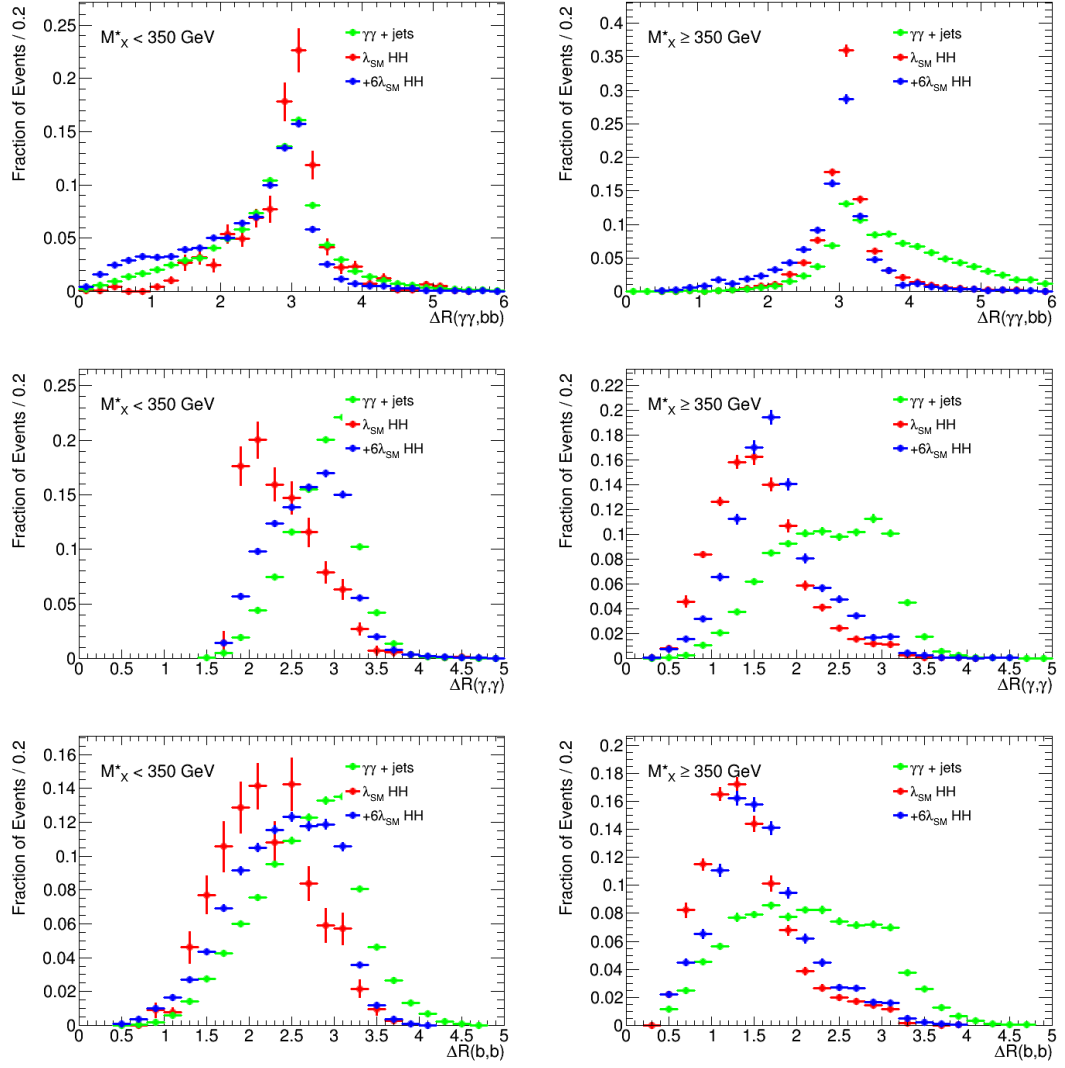 Fraction of Events / 0.2
M*X < 350 GeV
γγ + jets
λSM HH
+6λSM HH
0.25
0.2
0.15
0.1
0.05
0
0 1 2 3 4 5 6
ΔR(γγ,bb)
Fraction of Events / 0.2
M*X ≥ 350 GeV
γγ + jets
λSM HH
+6λSM HH
0.4
0.35
0.3
0.25
0.2
0.15
0.1
0.05
0
0 1 2 3 4 5 6
ΔR(γγ,bb)
Fraction of Events / 0.2
M*X < 350 GeV
γγ + jets
λSM HH
+6λSM HH
0.25
0.2
0.15
0.1
0.05
0
0 0.5 1 1.5 2 2.5 3 3.5 4 4.5 5
ΔR(γ,γ)
Fraction of Events / 0.2
M*X ≥ 350 GeV
γγ + jets
λSM HH
+6λSM HH
0.22
0.2
0.18
0.16
0.14
0.12
0.1
0.08
0.06
0.04
0.02
0
0 0.5 1 1.5 2 2.5 3 3.5 4 4.5 5
ΔR(γ,γ)
Fraction of Events / 0.2
M*X < 350 GeV
γγ + jets
λSM HH
+6λSM HH
0.16
0.14
0.12
0.1
0.08
0.06
0.04
0.02
0
0 0.5 1 1.5 2 2.5 3 3.5 4 4.5 5
ΔR(b,b)
Fraction of Events / 0.2
M*X ≥ 350 GeV
γγ + jets
λSM HH
+6λSM HH
0.2
0.18
0.16
0.14
0.12
0.1
0.08
0.06
0.04
0.02
0
0 0.5 1 1.5 2 2.5 3 3.5 4 4.5 5
ΔR(b,b)